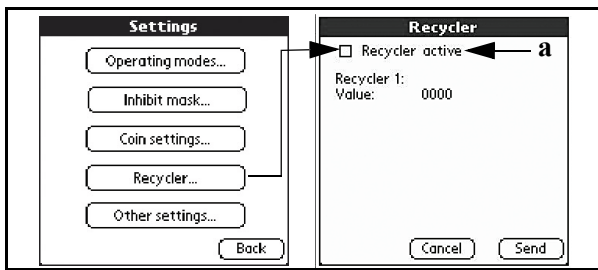 Settings
Operating modes...
Inhibit mask...
Coin settings...
Recycler...
Other settings...
Back
Recycler
Recycler active
a
Recycler 1:
Value: 0000
Cancel Send